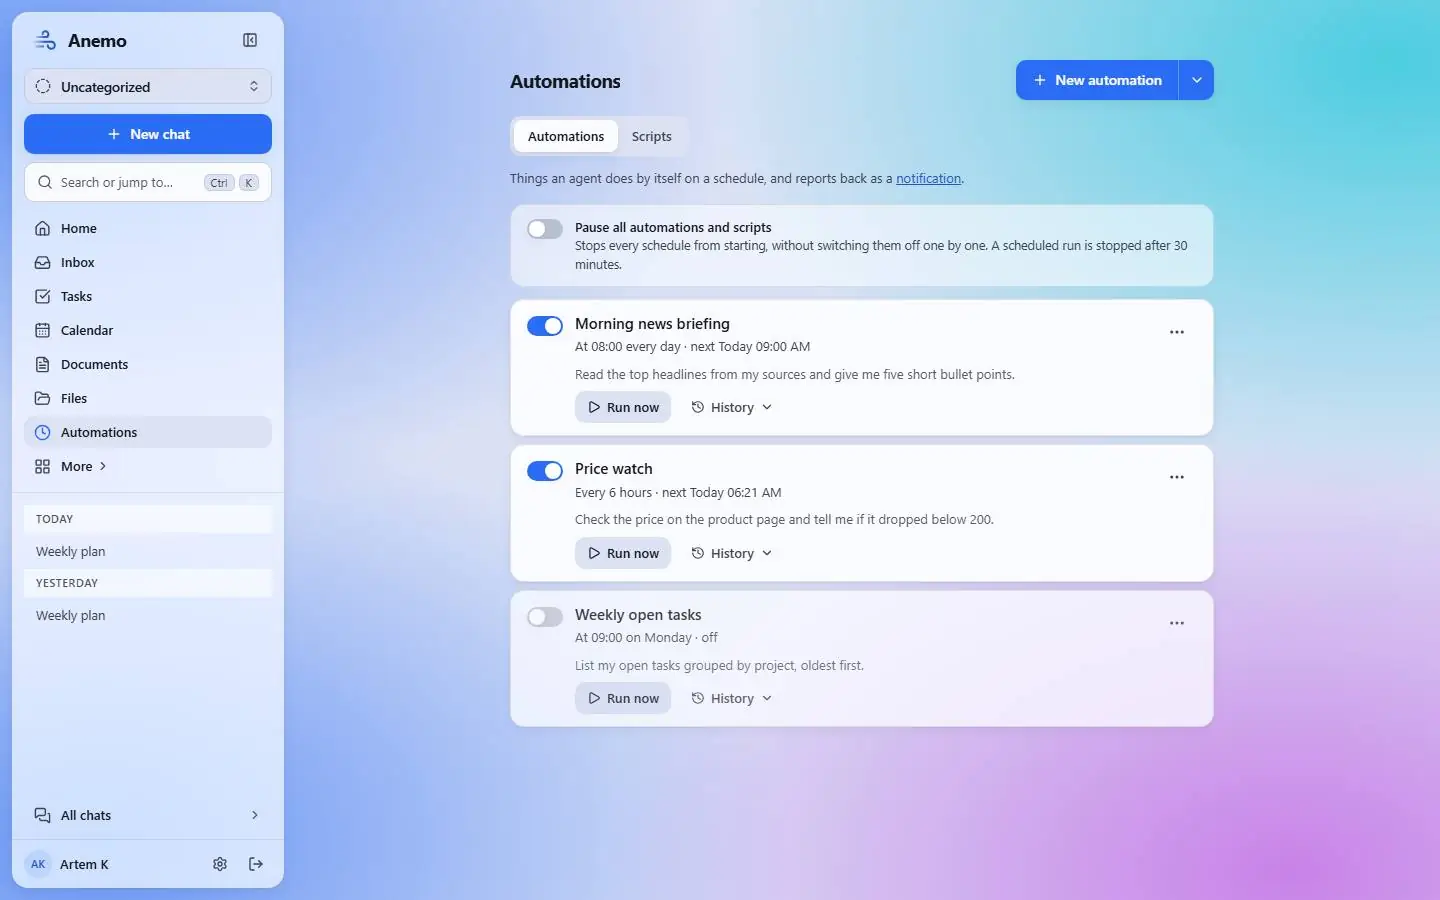 Anemo
Uncategorized
New chat
Search or jump to... Ctrl K
Home
Inbox
Tasks
Calendar
Documents
Files
Automations
More
TODAY
Weekly plan
YESTERDAY
Weekly plan
All chats
AK Artem K
Automations
New automation
Automations Scripts
Things an agent does by itself on a schedule, and reports back as a notification.
Pause all automations and scripts
Stops every schedule from starting, without switching them off one by one. A scheduled run is stopped after 30
minutes.
Morning news briefing
At 08:00 every day · next Today 09:00 AM
Read the top headlines from my sources and give me five short bullet points.
Run now History
Price watch
Every 6 hours · next Today 06:21 AM
Check the price on the product page and tell me if it dropped below 200.
Run now History
Weekly open tasks
At 09:00 on Monday · off
List my open tasks grouped by project, oldest first.
Run now History